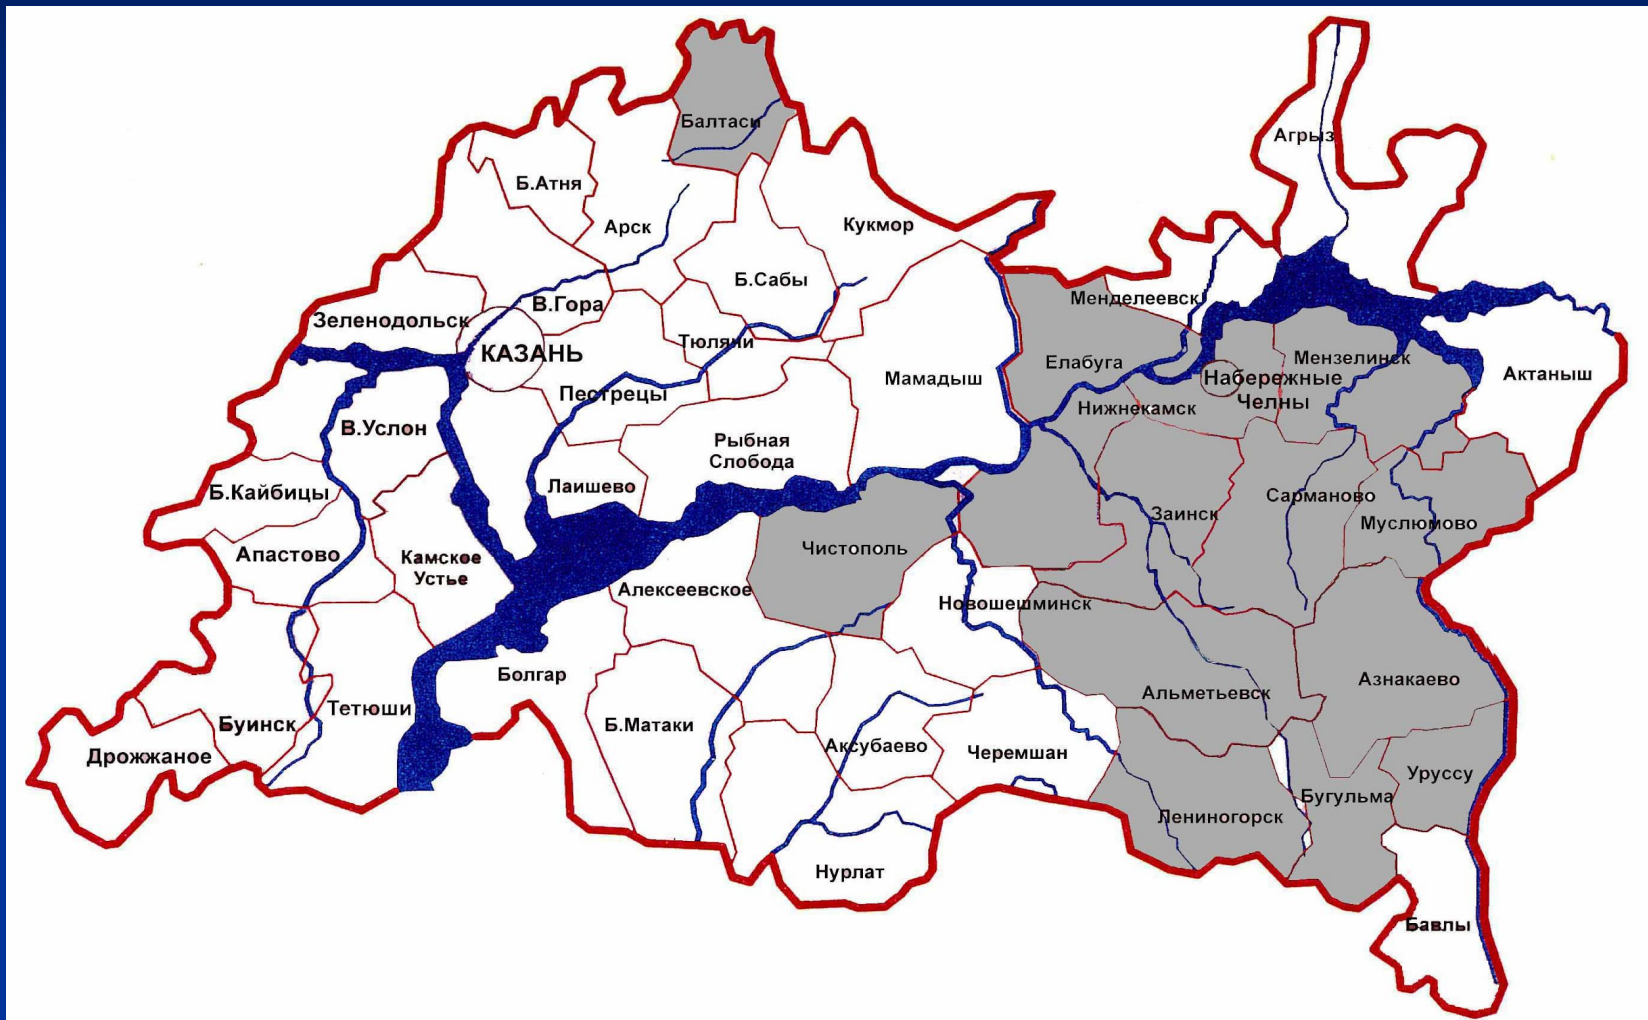 Балтаси
Агрыз
Б.Атня
Арск
Кукмор
Б.Сабы
Менделеевск
В.Гора
Зеленодольск
Тюлячи
КАЗАНЬ
Елабуга
Мензелинск
Актаныш
Мамадыш
Набережные
Челны
Пестрецы
Нижнекамск
В.Услон
Рыбная
Слобода
Лаишево
Б.Кайбицы
Сарманово
Заинск
Муслюмово
Чистополь
Апастово
Камское
Устье
Алексеевское
Новошешминск
Болгар
Азнакаево
Альметьевск
Тетюши
Буинск
Б.Матаки
Аксубаево
Черемшан
Дрожжаное
Уруссу
Бугульма
Лениногорск
Нурлат
Бавлы